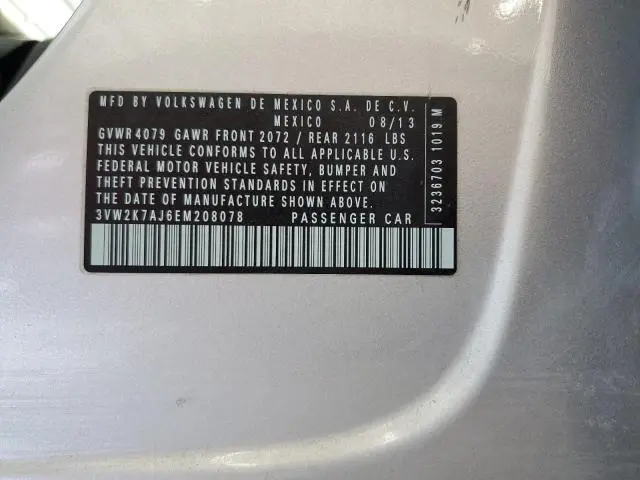 MFD BY VOLKSWAGEN DE MEXICO S.A. DE C.V.
MEXICO 08/13
GVWR 4079 GAWR FRONT 2072 / REAR 2116 LBS
THIS VEHICLE CONFORMS TO ALL APPLICABLE U.S.
FEDERAL MOTOR VEHICLE SAFETY, BUMPER AND
THEFT PREVENTION STANDARDS IN EFFECT ON
THE DATE OF MANUFACTURE SHOWN ABOVE.
3VW2K7AJ6EM208078 PASSENGER CAR
3236703 1019 M